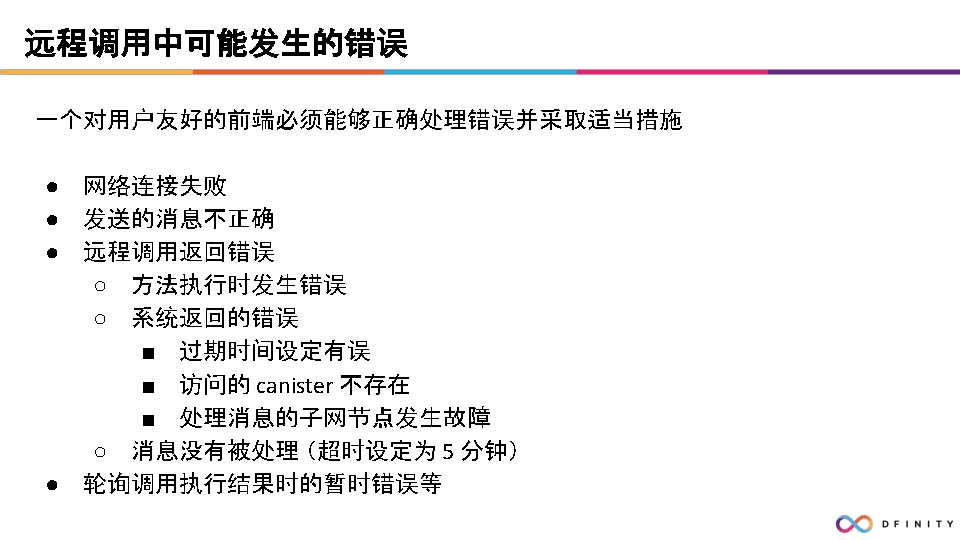 远程调用中可能发生的错误
一个对用户友好的前端必须能够正确处理错误并采取适当措施
● 网络连接失败
● 发送的消息不正确
● 远程调用返回错误
○ 方法执行时发生错误
○ 系统返回的错误
■ 过期时间设定有误
■ 访问的 canister 不存在
■ 处理消息的子网节点发生故障
○ 消息没有被处理（超时设定为 5 分钟）
● 轮询调用执行结果时的暂时错误等
DFINITY